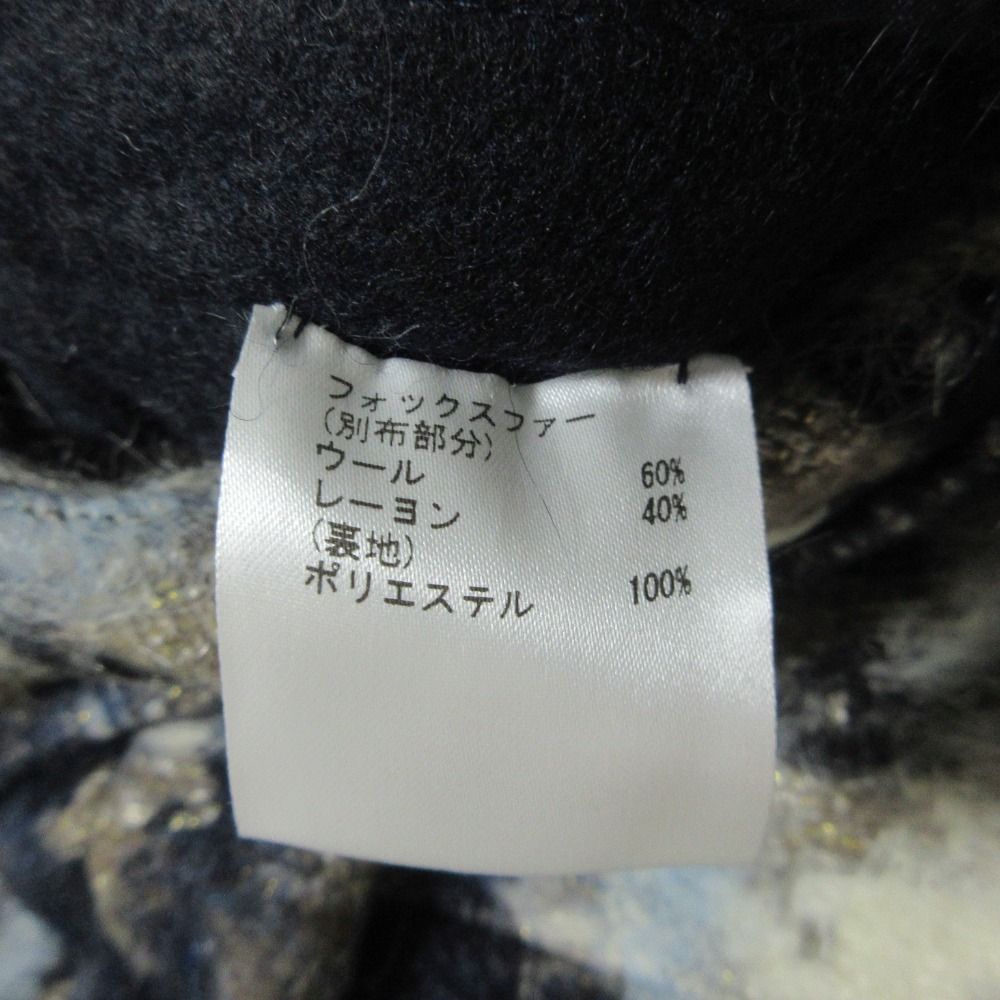 フォックスファー
(別布部分)
ウール 60%
レーヨン 40%
(裏地)
ポリエステル 100%